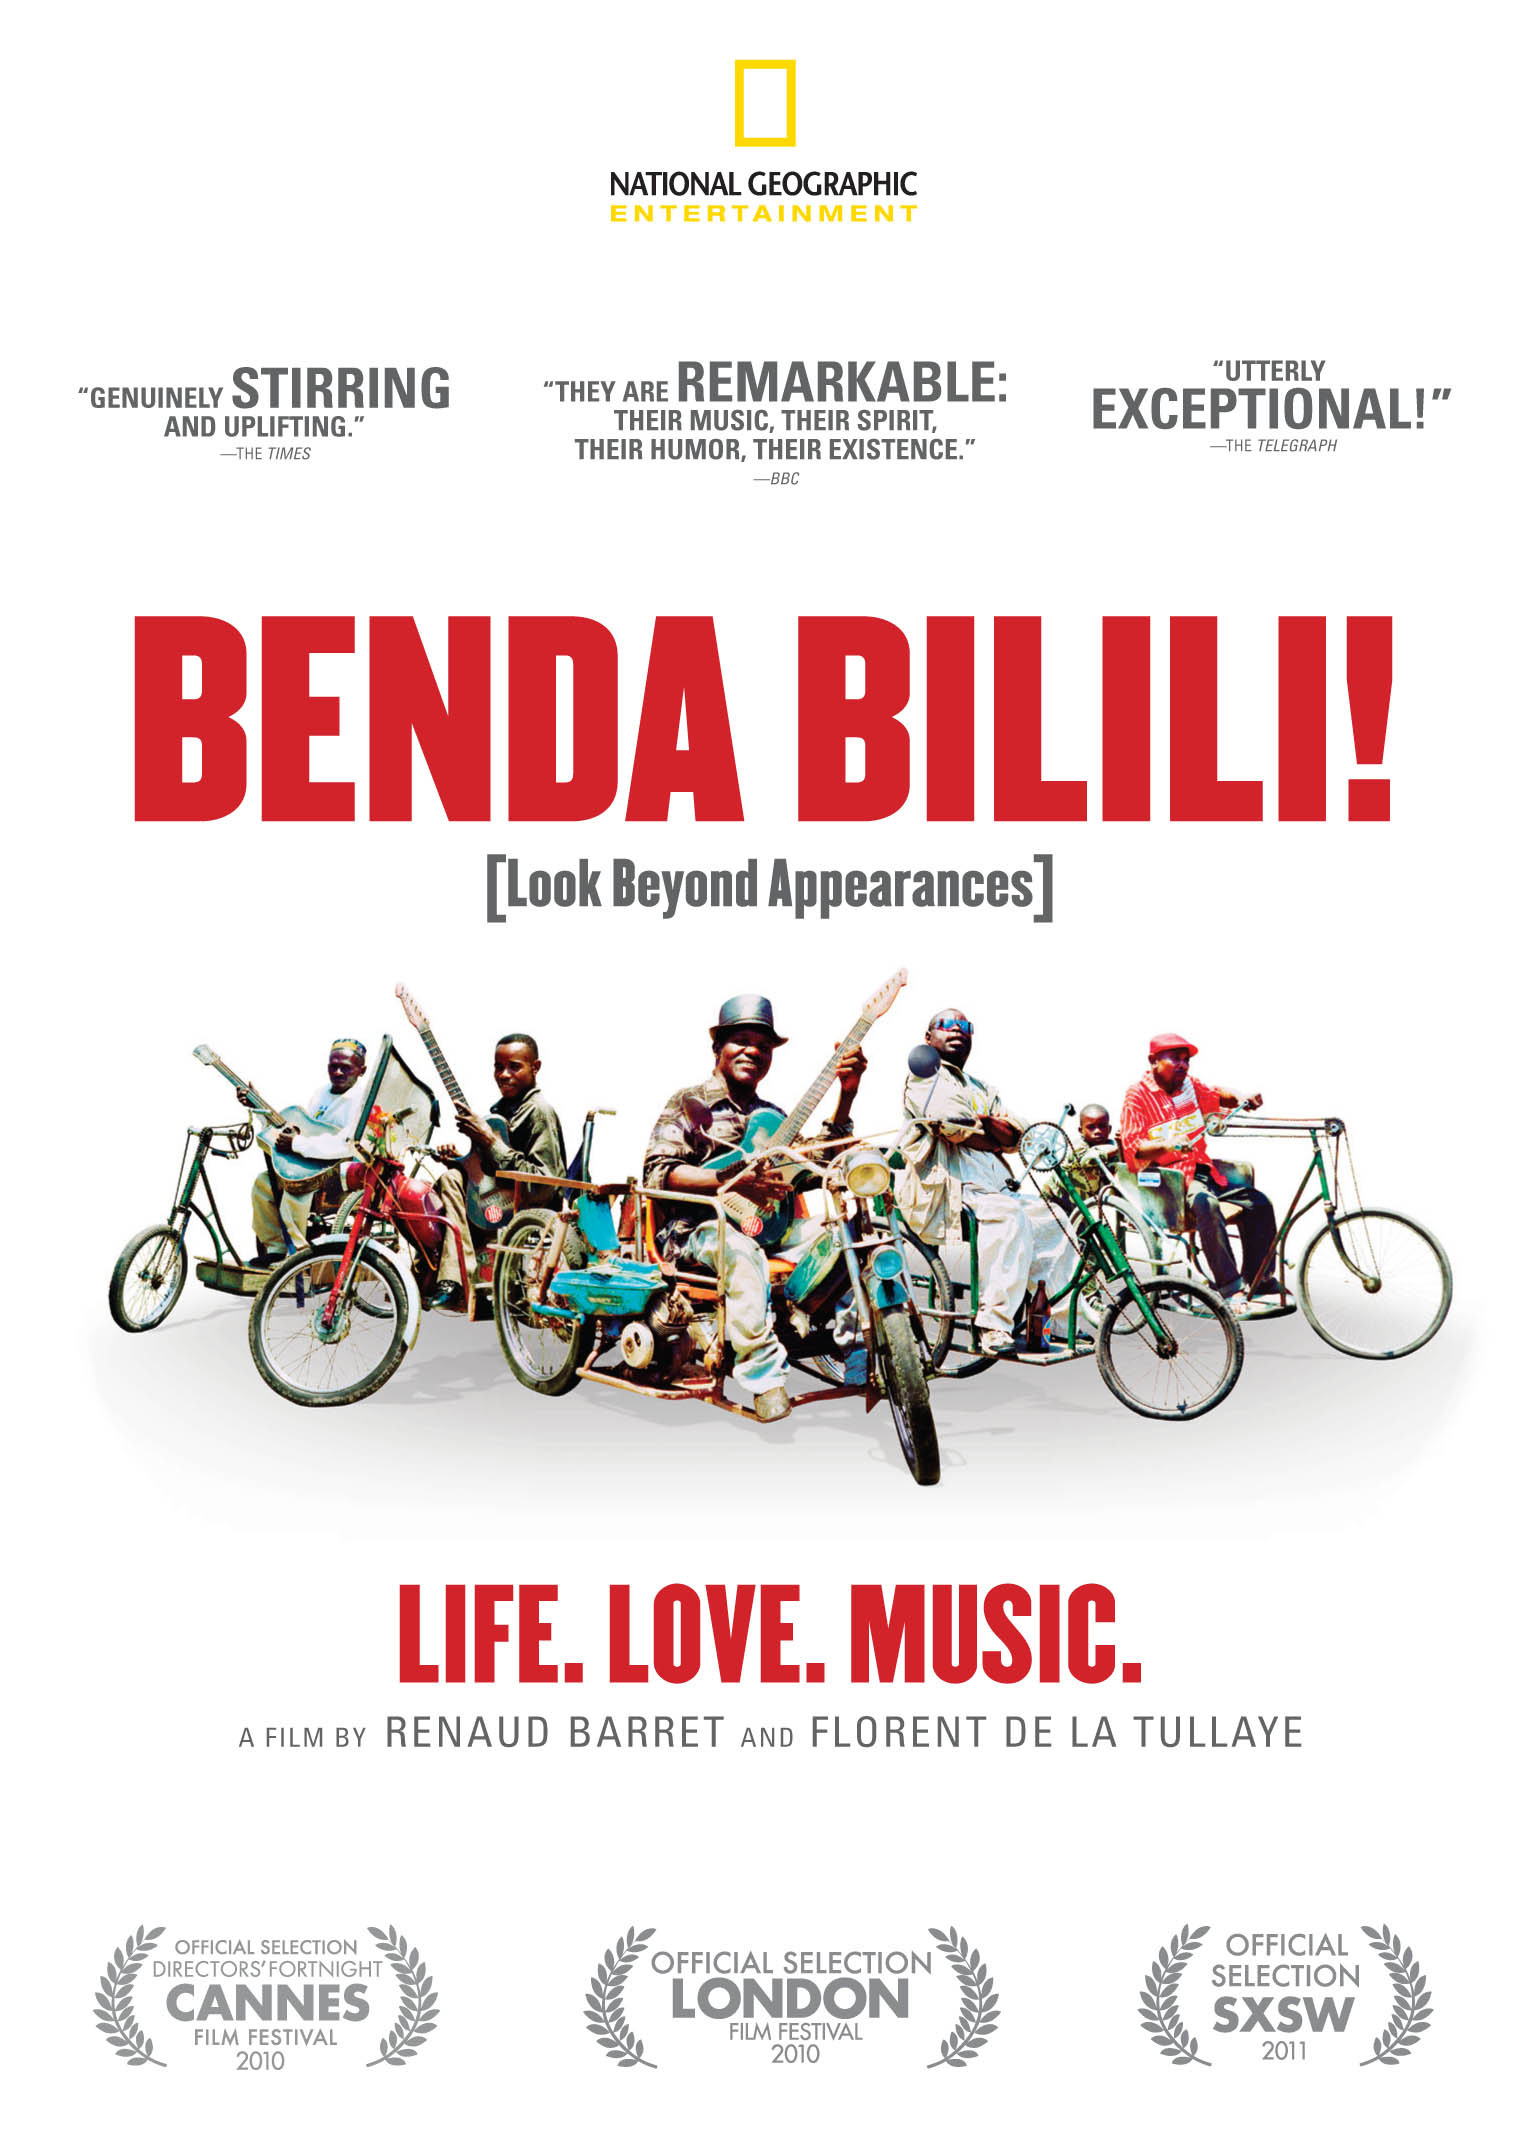 NATIONAL GEOGRAPHIC
ENTERTAINMENT
“GENUINELY STIRRING
AND UPLIFTING.”
—THE TIMES
“THEY ARE REMARKABLE:
THEIR MUSIC, THEIR SPIRIT,
THEIR HUMOR, THEIR EXISTENCE.”
—BBC
“UTTERLY
EXCEPTIONAL!”
—THE TELEGRAPH
BENDA BILILI!
[Look Beyond Appearances]
LIFE. LOVE. MUSIC.
A FILM BY RENAUD BARRET AND FLORENT DE LA TULLAYE
OFFICIAL SELECTION
DIRECTORS’ FORTNIGHT
CANNES
FILM FESTIVAL
2010
OFFICIAL SELECTION
LONDON
FILM FESTIVAL
2010
OFFICIAL
SELECTION
SXSW
2011